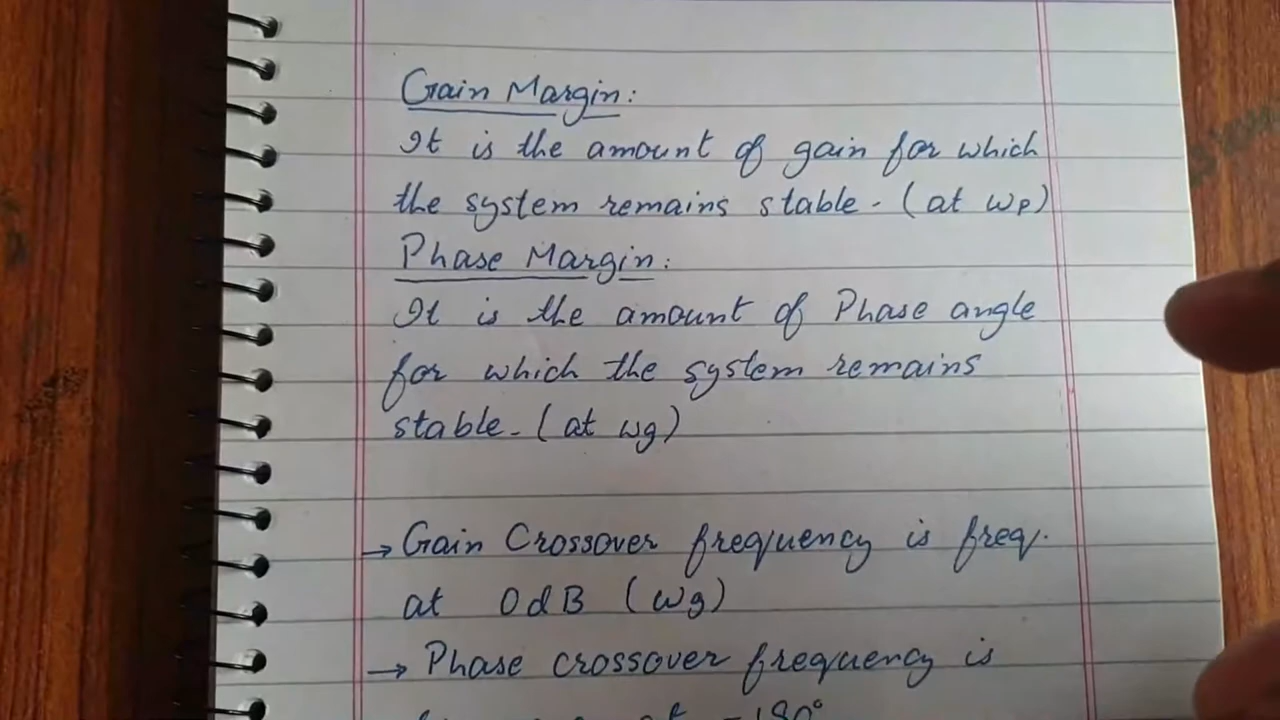 Gain Margin:
It is the amount of gain for which
the system remains stable. (at ωp)
Phase Margin:
It is the amount of Phase angle
for which the system remains
stable. (at ωg)
→ Gain Crossover frequency is freq.
at 0dB (ωg)
→ Phase crossover frequency is
at -180°